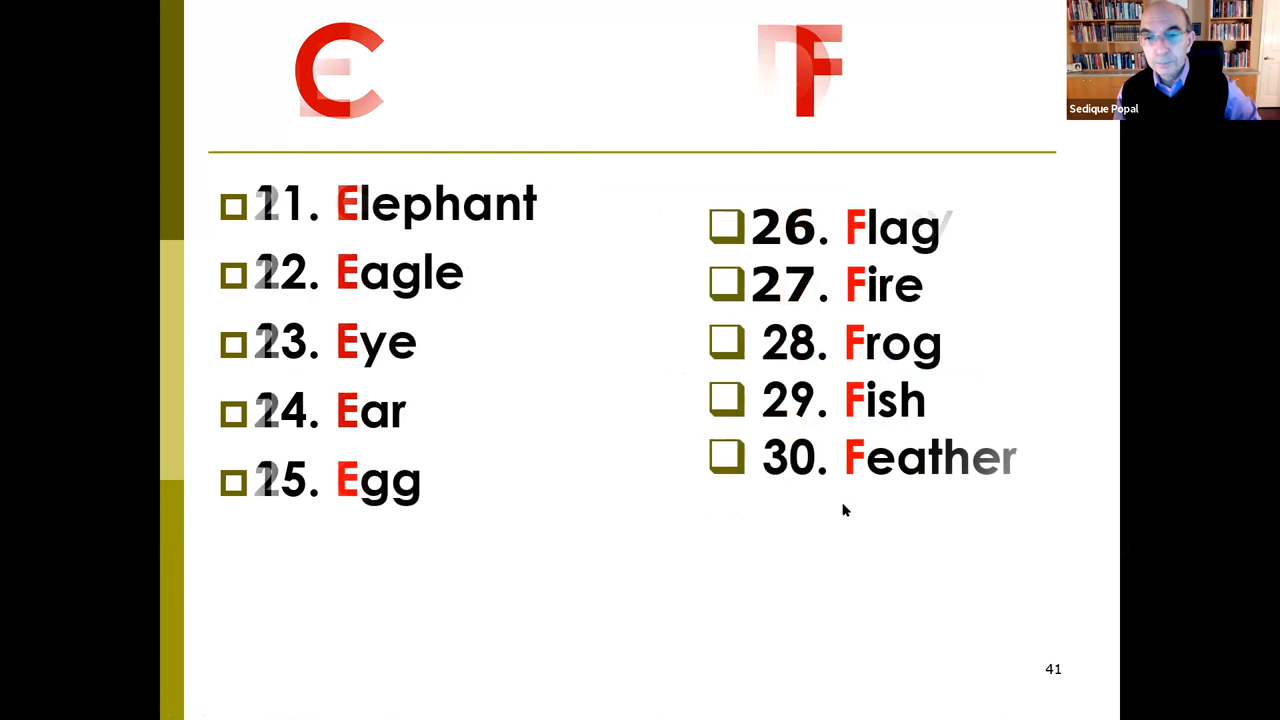 E F
21. Elephant
22. Eagle
23. Eye
24. Ear
25. Egg
26. Flag
27. Fire
28. Frog
29. Fish
30. Feather
41
Sedique Popal